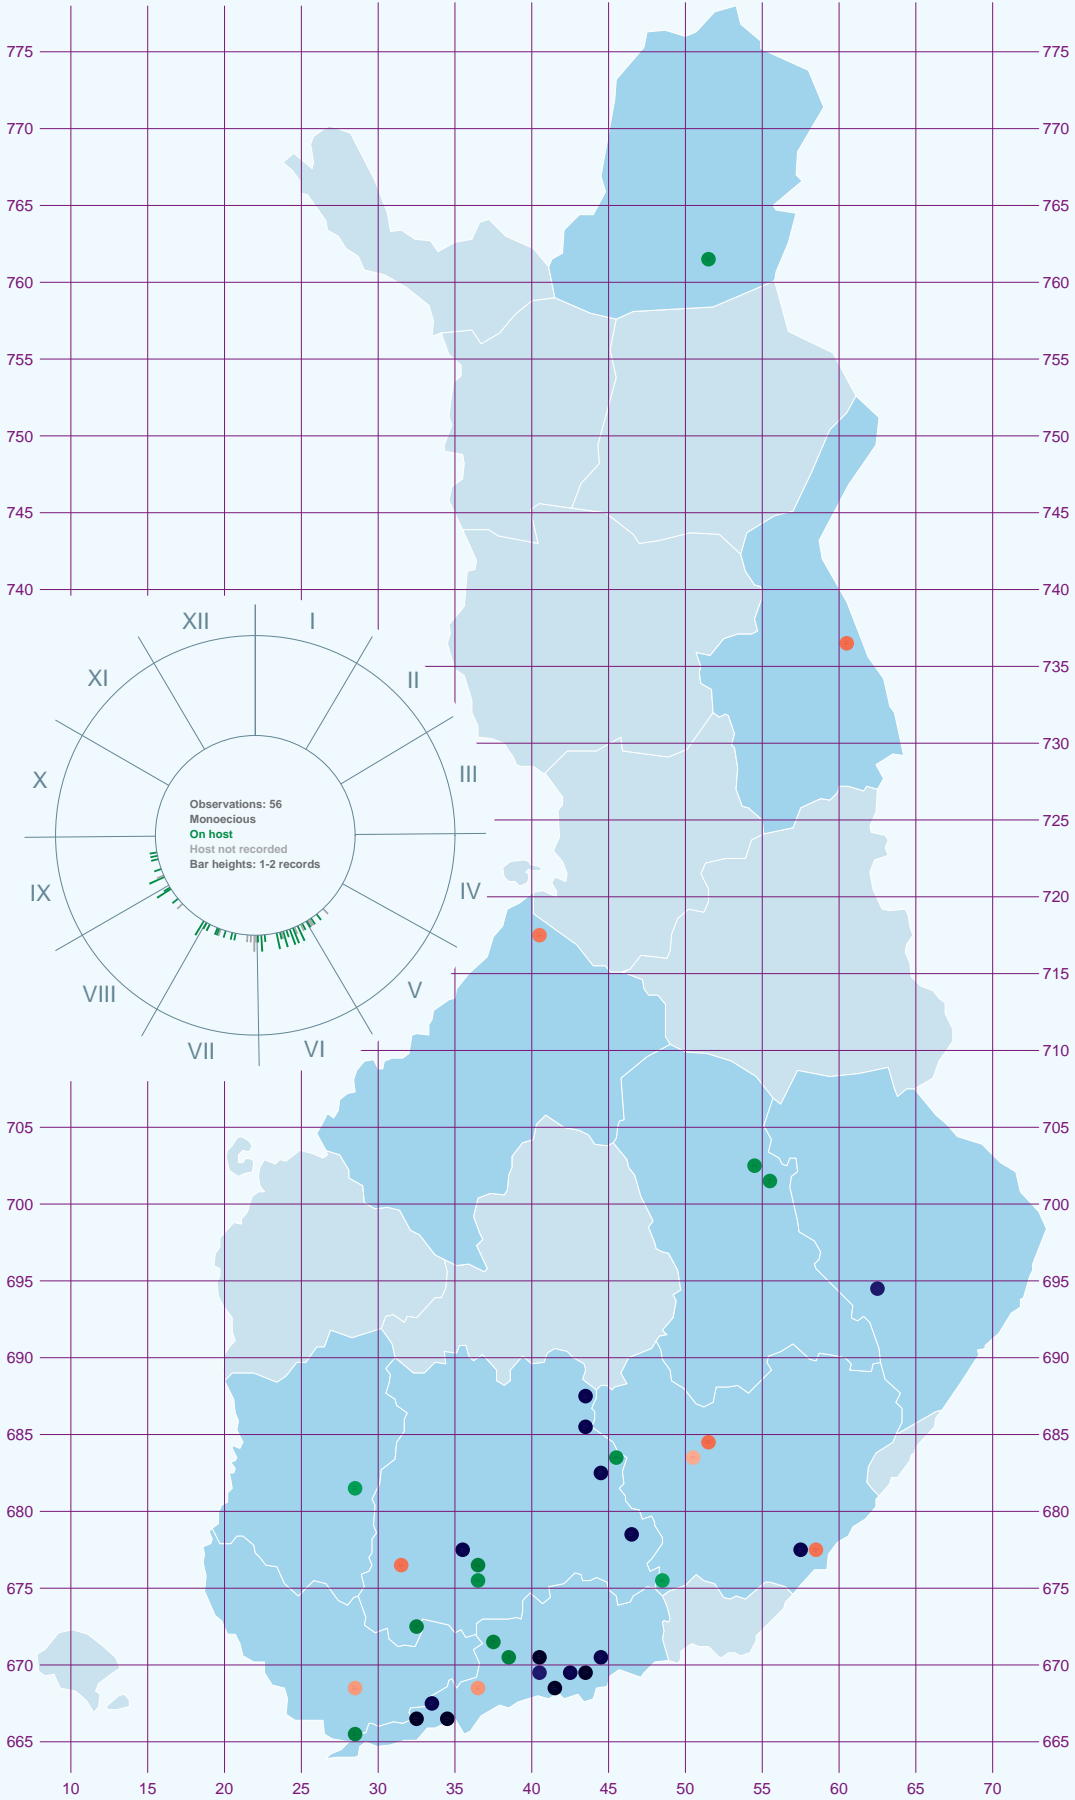 775 775
770 770
765 765
760 760
755 755
750 750
745 745
740 740
XII I
XI II
735 735
730 730
X III
Observations: 56
Monoecious
725 725
On host
Host not recorded
Bar heights: 1-2 records
IX IV
720 720
715 715
VIII V
VII VI
710 710
705 705
700 700
695 695
690 690
685 685
680 680
675 675
670 670
665 665
10 15 20 25 30 35 40 45 50 55 60 65 70